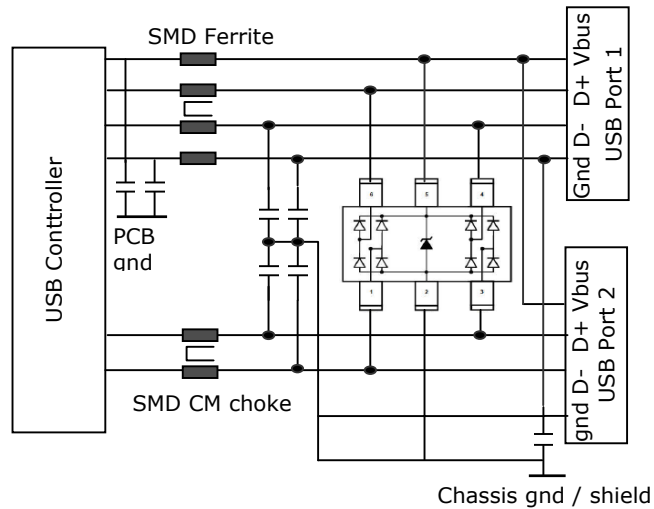 SMD Ferrite
USB Conttroller
Gnd D- D+ Vbus
USB Port 1
6 5 4
PCB
gnd
1 2 3
gnd D- D+ Vbus
USB Port 2
SMD CM choke
Chassis gnd / shield